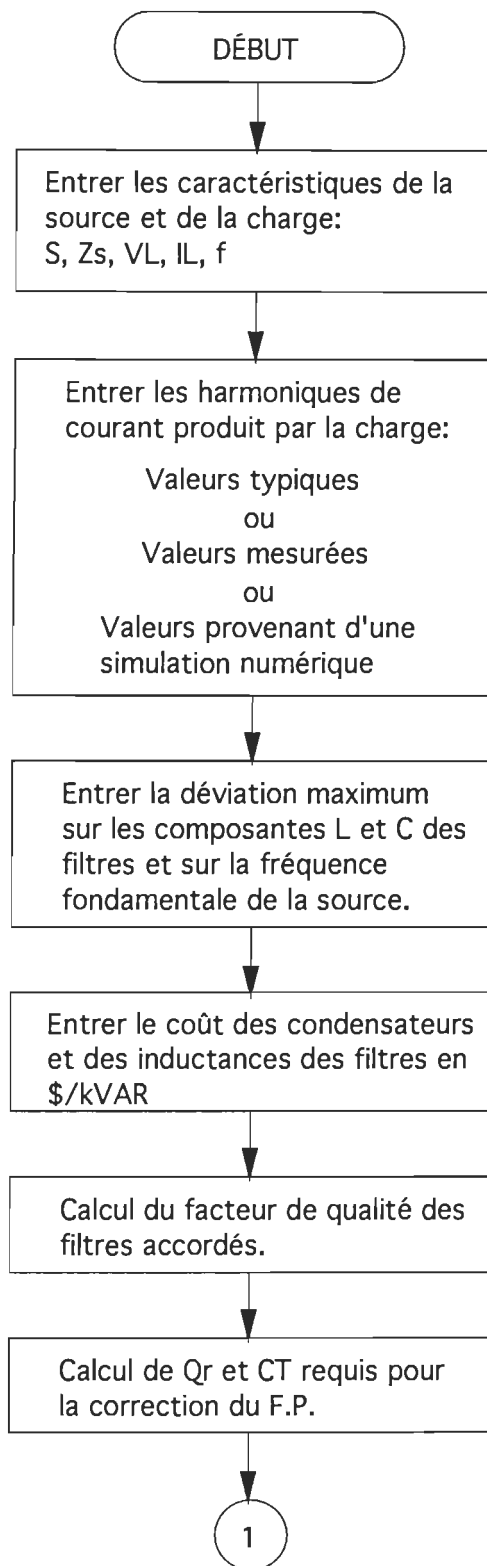 DÉBUT
Entrer les caractéristiques de la
source et de la charge:
S, Zs, VL, IL, f
Entrer les harmoniques de
courant produit par la charge:
Valeurs typiques
ou
Valeurs mesurées
ou
Valeurs provenant d'une
simulation numérique
Entrer la déviation maximum
sur les composantes L et C des
filtres et sur la fréquence
fondamentale de la source.
Entrer le coût des condensateurs
et des inductances des filtres en
$/kVAR
Calcul du facteur de qualité des
filtres accordés.
Calcul de Qr et CT requis pour
la correction du F.P.
1